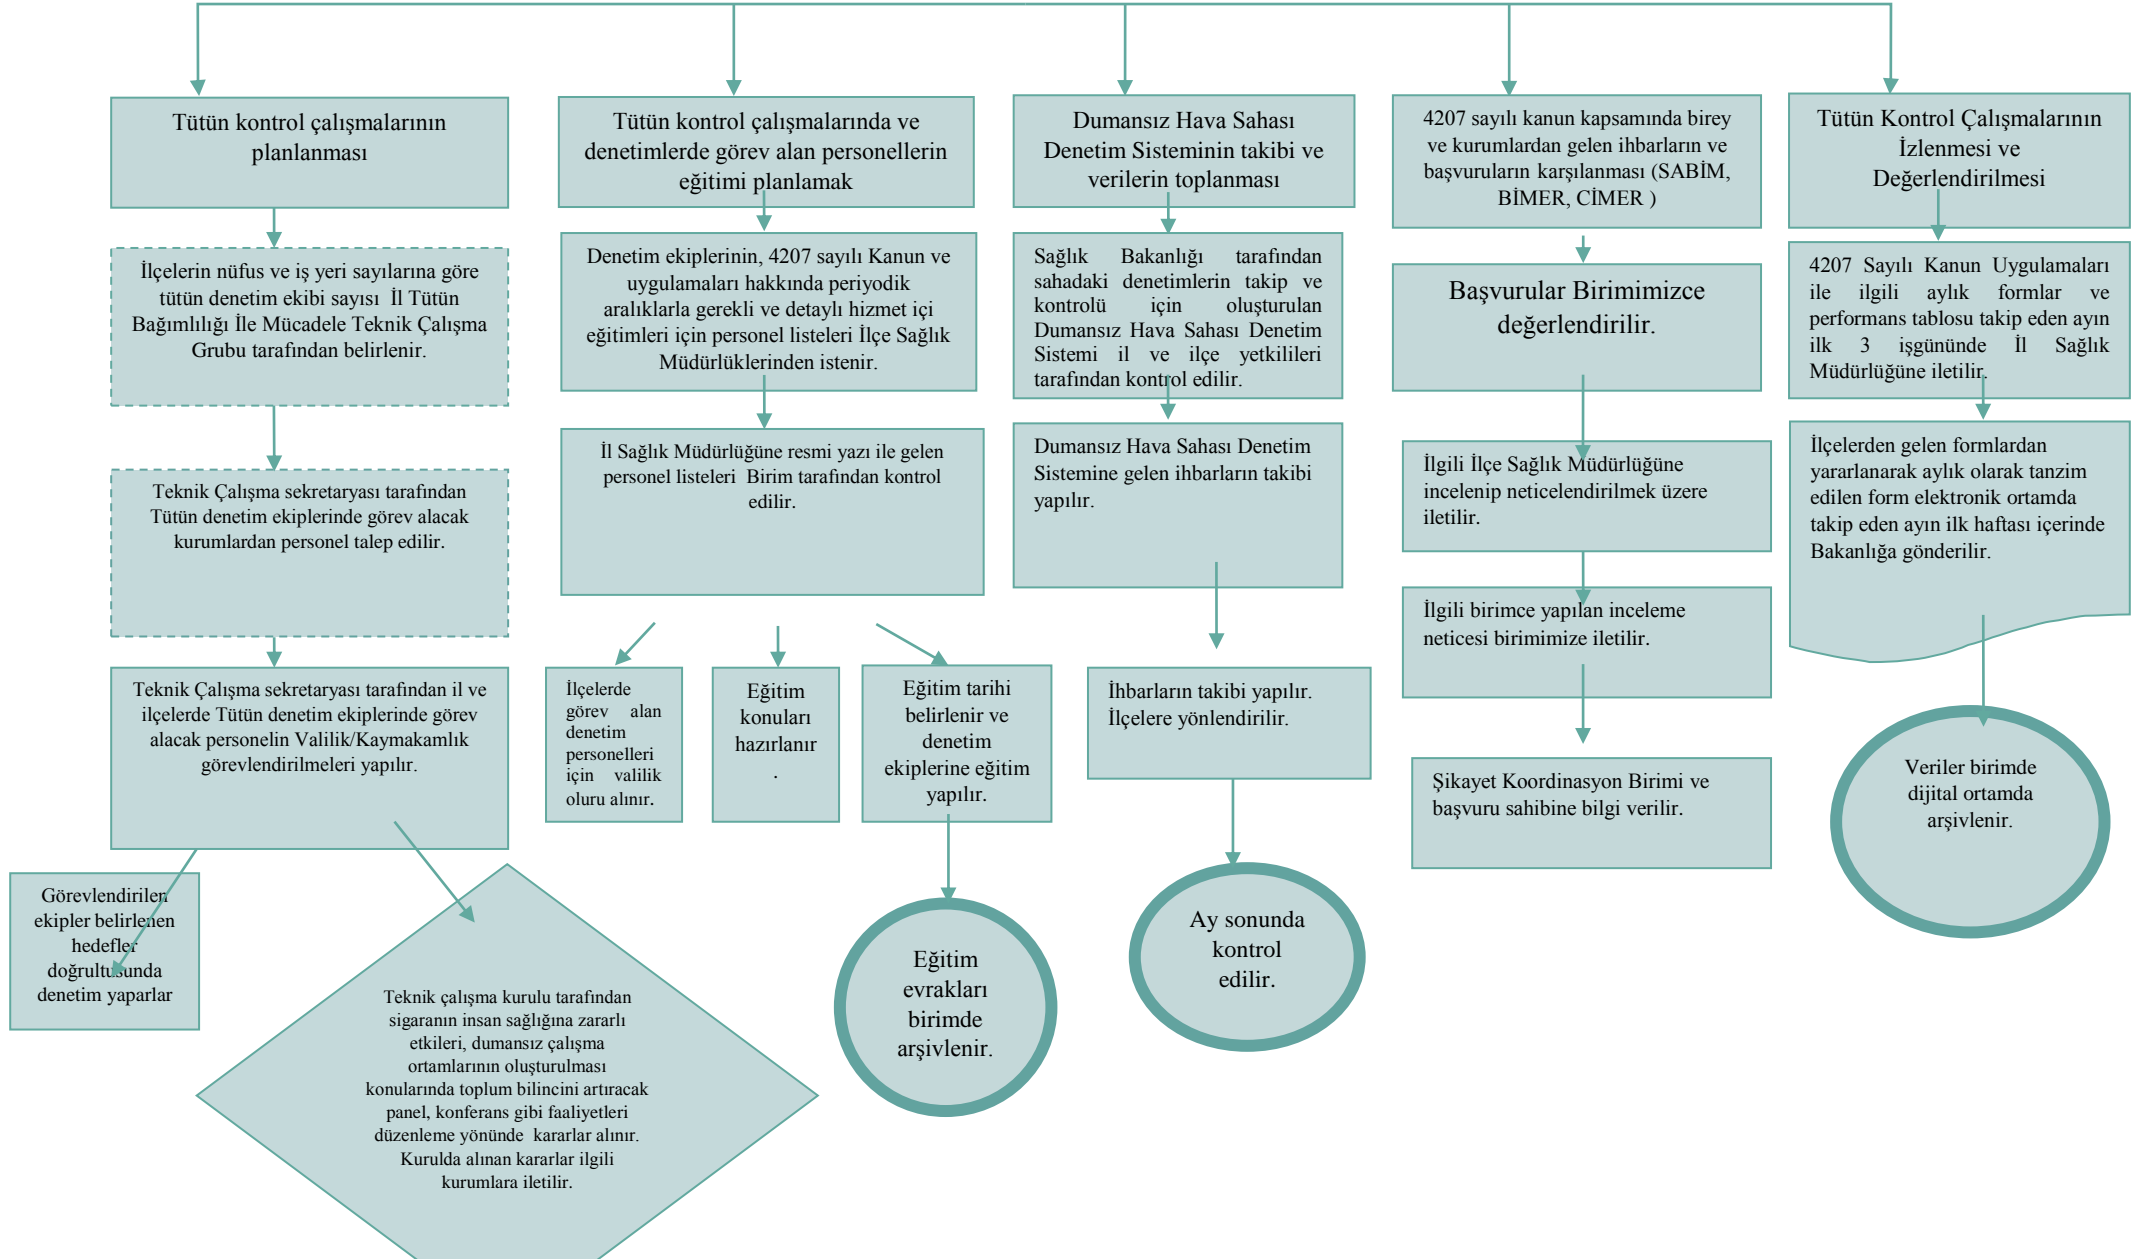 Tütün kontrol çalışmalarının
planlanması
İlçelerin nüfus ve iş yeri sayılarına göre
tütün denetim ekibi sayısı İl Tütün
Bağımlılığı İle Mücadele Teknik Çalışma
Grubu tarafından belirlenir.
Teknik Çalışma sekretaryası tarafından
Tütün denetim ekiplerinde görev alacak
kurumlardan personel talep edilir.
Teknik Çalışma sekretaryası tarafından il ve
ilçelerde Tütün denetim ekiplerinde görev
alacak personelin Valilik/Kaymakamlık
görevlendirilmeleri yapılır.
Görevlendirilen
ekipler belirlenen
hedefler
doğrultusunda
denetim yaparlar
Teknik çalışma kurulu tarafından
sigaranın insan sağlığına zararlı
etkileri, dumansız çalışma
ortamlarının oluşturulması
konularında toplum bilincini artıracak
panel, konferans gibi faaliyetleri
düzenleme yönünde kararlar alınır.
Kurulda alınan kararlar ilgili
kurumlara iletilir.
Tütün kontrol çalışmalarında ve
denetimlerde görev alan personellerin
eğitimi planlamak
Denetim ekiplerinin, 4207 sayılı Kanun ve
uygulamaları hakkında periyodik
aralıklarla gerekli ve detaylı hizmet içi
eğitimleri için personel listeleri İlçe Sağlık
Müdürlüklerinden istenir.
İl Sağlık Müdürlüğüne resmi yazı ile gelen
personel listeleri Birim tarafından kontrol
edilir.
İlçelerde
görev alan
denetim
personelleri
için valilik
oluru alınır.
Eğitim
konuları
hazırlanır
.
Eğitim tarihi
belirlenir ve
denetim
ekiplerine eğitim
yapılır.
Eğitim
evrakları
birimde
arşivlenir.
Dumansız Hava Sahası
Denetim Sisteminin takibi ve
verilerin toplanması
Sağlık Bakanlığı tarafından
sahadaki denetimlerin takip ve
kontrolü için oluşturulan
Dumansız Hava Sahası Denetim
Sistemi il ve ilçe yetkilileri
tarafından kontrol edilir.
Dumansız Hava Sahası Denetim
Sistemine gelen ihbarların takibi
yapılır.
İhbarların takibi yapılır.
İlçelere yönlendirilir.
Ay sonunda
kontrol
edilir.
4207 sayılı kanun kapsamında birey
ve kurumlardan gelen ihbarların ve
başvuruların karşılanması (SABİM,
BİMER, CİMER )
Başvurular Birimimizce
değerlendirilir.
İlgili İlçe Sağlık Müdürlüğüne
incelenip neticelendirilmek üzere
iletilir.
İlgili birimce yapılan inceleme
neticesi birimimize iletilir.
Şikayet Koordinasyon Birimi ve
başvuru sahibine bilgi verilir.
Tütün Kontrol Çalışmalarının
İzlenmesi ve
Değerlendirilmesi
4207 Sayılı Kanun Uygulamaları
ile ilgili aylık formlar ve
performans tablosu takip eden ayın
ilk 3 işgününde İl Sağlık
Müdürlüğüne iletilir.
İlçelerden gelen formlardan
yararlanarak aylık olarak tanzim
edilen form elektronik ortamda
takip eden ayın ilk haftası içerinde
Bakanlığa gönderilir.
Veriler birimde
dijital ortamda
arşivlenir.